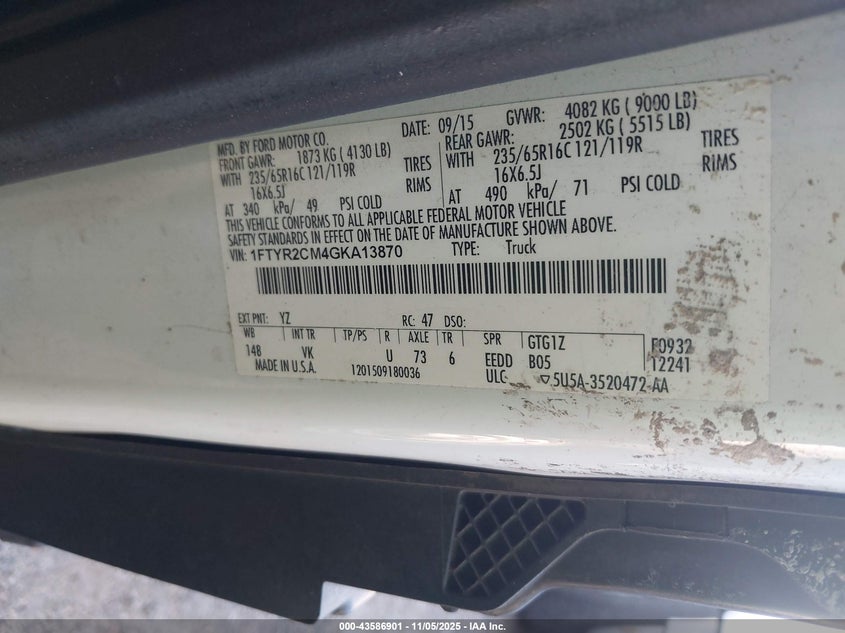 MFD. BY FORD MOTOR CO. DATE: 09/15 GVWR: 4082 KG ( 9000 LB)
FRONT GAWR: 1873 KG ( 4130 LB) REAR GAWR: 2502 KG ( 5515 LB)
WITH 235/65R16C 121/119R TIRES WITH 235/65R16C 121/119R TIRES
16X6.5J RIMS 16X6.5J RIMS
AT 340 kPa/ 49 PSI COLD AT 490 kPa/ 71 PSI COLD
THIS VEHICLE CONFORMS TO ALL APPLICABLE FEDERAL MOTOR VEHICLE
SAFETY STANDARDS IN EFFECT ON THE DATE OF MANUFACTURE SHOWN ABOVE.
VIN: 1FTYR2CM4GKA13870 TYPE: Truck
EXT PNT: YZ RC: 47 DSO:
WB INT TR TP/PS R AXLE TR SPR GTG1Z F0932
148 VK U 73 6 EEDD B05 12241
MADE IN U.S.A. 1201509180036 ULC 5U5A-3520472-AA
000-43586901 - 11/05/2025 - IAA Inc.